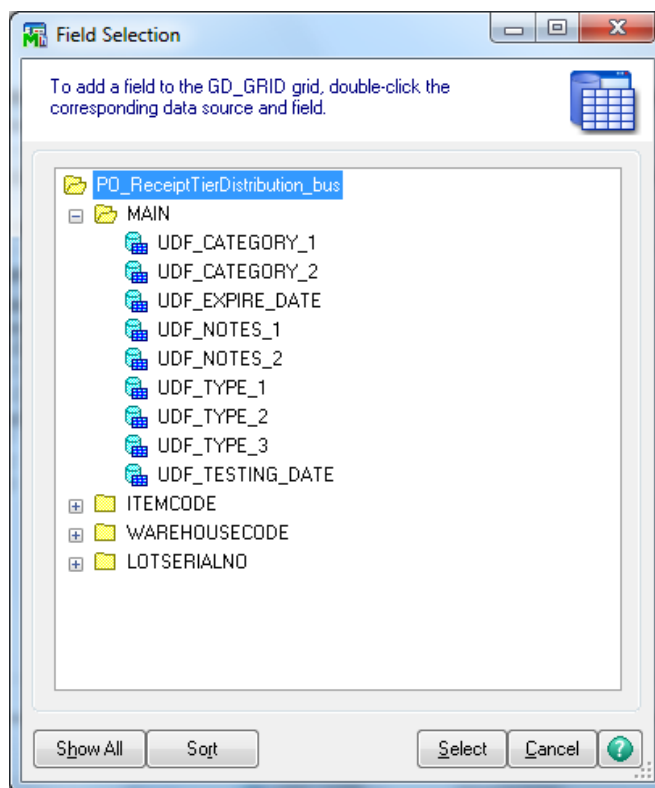 Field Selection
To add a field to the GD_GRID grid, double-click the
corresponding data source and field.
PO_ReceiptTierDistribution_bus
MAIN
UDF_CATEGORY_1
UDF_CATEGORY_2
UDF_EXPIRE_DATE
UDF_NOTES_1
UDF_NOTES_2
UDF_TYPE_1
UDF_TYPE_2
UDF_TYPE_3
UDF_TESTING_DATE
ITEMCODE
WAREHOUSECODE
LOTSERIALNO
Show All Sort Select Cancel ?